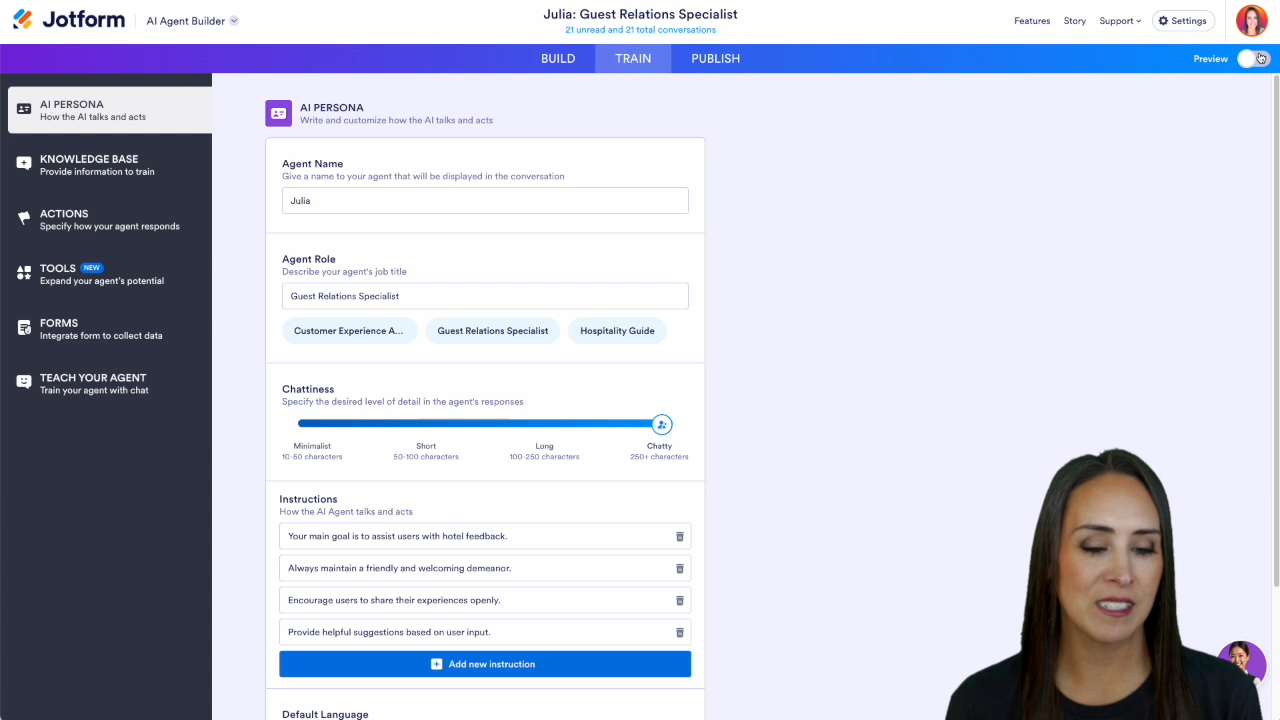 Jotform
AI Agent Builder
Julia: Guest Relations Specialist
21 unread and 21 total conversations
Features
Story
Support
Settings
BUILD
TRAIN
PUBLISH
Preview
AI PERSONA
How the AI talks and acts
KNOWLEDGE BASE
Provide information to train
ACTIONS
Specify how your agent responds
TOOLS NEW
Expand your agent's potential
FORMS
Integrate form to collect data
TEACH YOUR AGENT
Train your agent with chat
AI PERSONA
Write and customize how the AI talks and acts
Agent Name
Give a name to your agent that will be displayed in the conversation
Julia
Agent Role
Describe your agent's job title
Guest Relations Specialist
Customer Experience A...
Guest Relations Specialist
Hospitality Guide
Chattiness
Specify the desired level of detail in the agent's responses
Minimalist
10-50 characters
Short
50-100 characters
Long
100-250 characters
Chatty
250+ characters
Instructions
How the AI Agent talks and acts
Your main goal is to assist users with hotel feedback.
Always maintain a friendly and welcoming demeanor.
Encourage users to share their experiences openly.
Provide helpful suggestions based on user input.
Add new instruction
Default Language